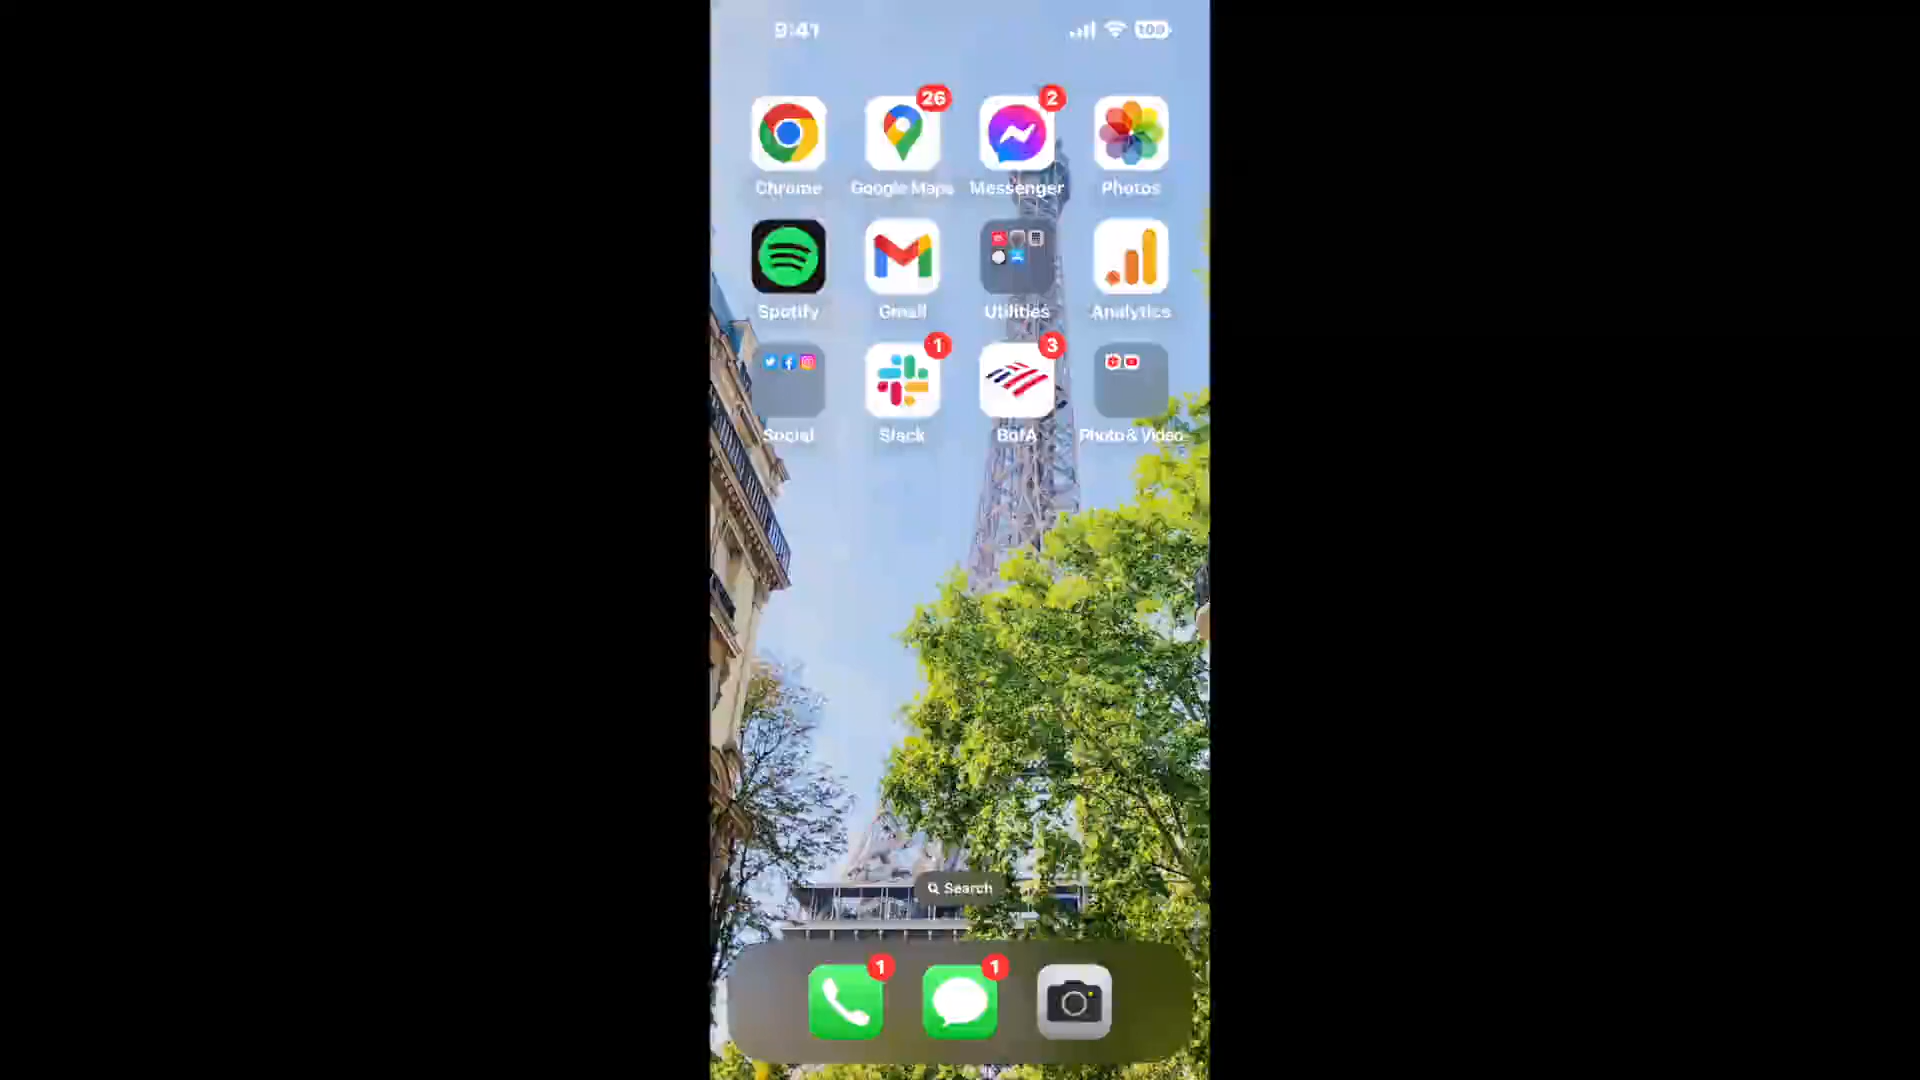 9:41
100
26
2
Chrome
Google Maps
Messenger
Photos
Spotify
Gmail
Utilities
Analytics
1
3
Social
Slack
BofA
Photo & Video
Search
1
1